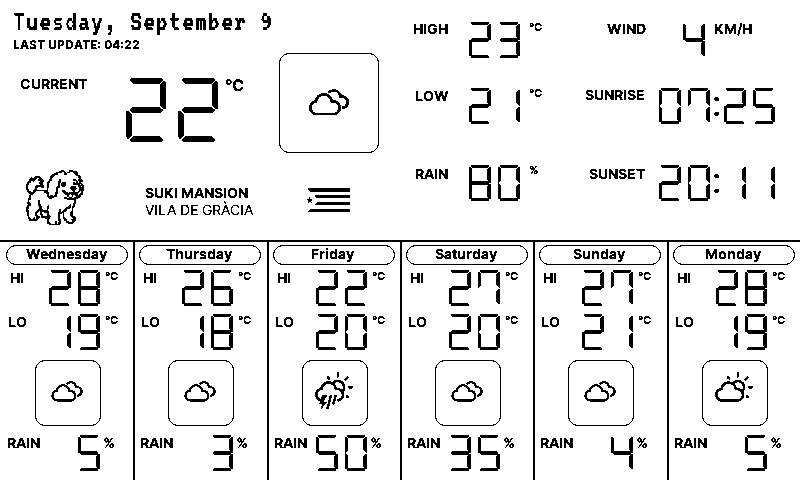 Tuesday, September 9
LAST UPDATE: 04:22
CURRENT 22 °C
HIGH 23 °C
LOW 21 °C
RAIN 80 %
WIND 4 KM/H
SUNRISE 07:25
SUNSET 20:11
SUKI MANSION
VILA DE GRÀCIA
Wednesday
HI 28 °C
LO 19 °C
RAIN 5 %
Thursday
HI 26 °C
LO 18 °C
RAIN 3 %
Friday
HI 22 °C
LO 20 °C
RAIN 50 %
Saturday
HI 27 °C
LO 20 °C
RAIN 35 %
Sunday
HI 27 °C
LO 21 °C
RAIN 4 %
Monday
HI 28 °C
LO 19 °C
RAIN 5 %